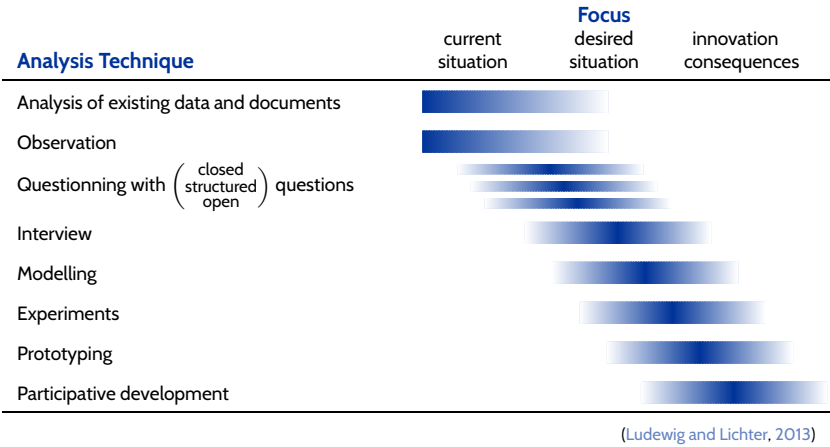 Focus
Analysis Technique
current situation
desired situation
innovation consequences
Analysis of existing data and documents
Observation
Questionning with (closed structured open) questions
Interview
Modelling
Experiments
Prototyping
Participative development
(Ludewig and Lichter, 2013)